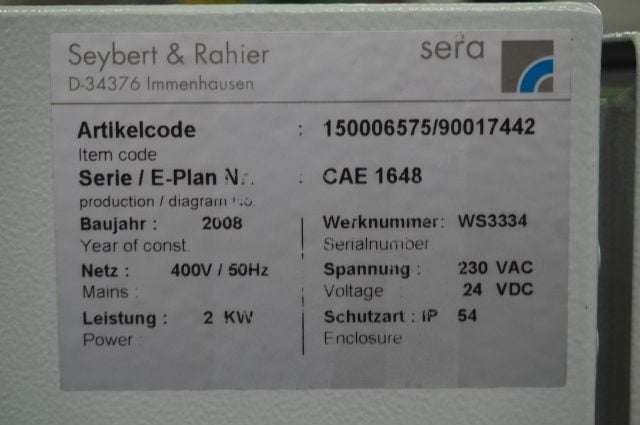 Seybert & Rahier
D-34376 Immenhausen
sera
Artikelcode : 150006575/90017442
Item code
Serie / E-Plan Nr. : CAE 1648
production / diagram No.
Baujahr : 2008
Year of const.
Netz : 400V / 50Hz
Mains :
Leistung : 2 KW
Power :
Werknummer: WS3334
Serialnumber
Spannung : 230 VAC
Voltage 24 VDC
Schutzart : IP 54
Enclosure :